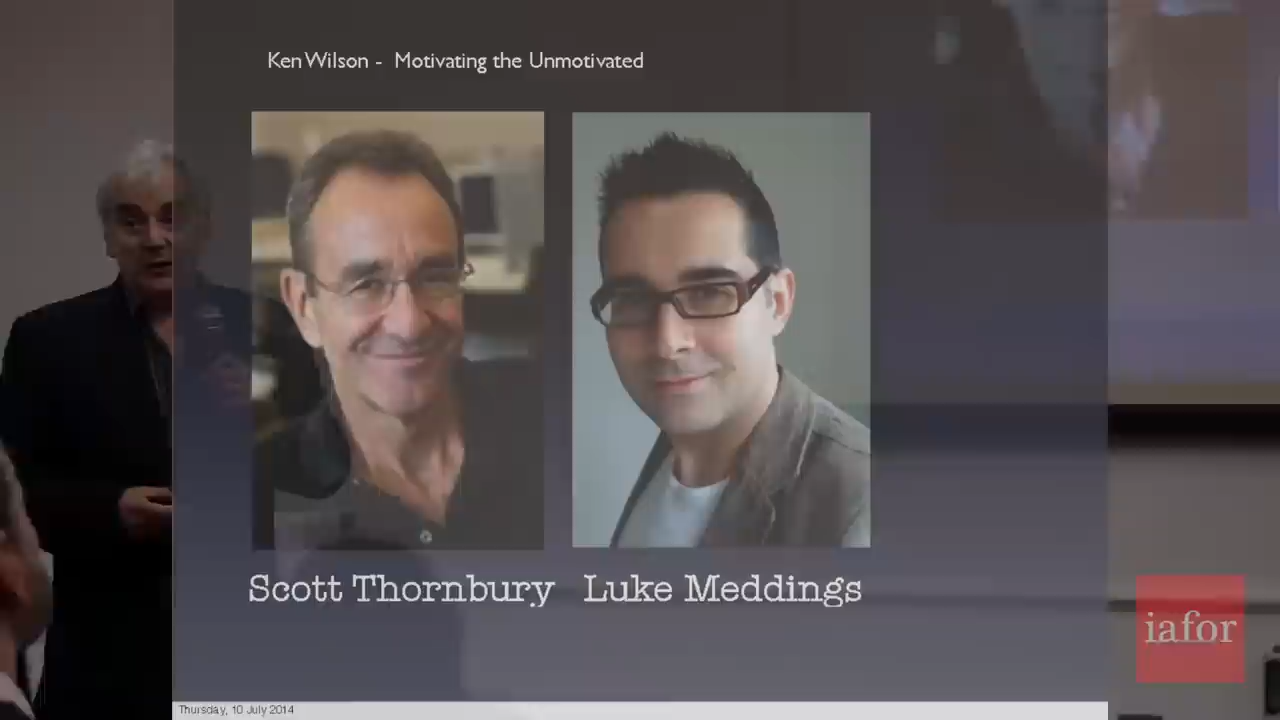 Ken Wilson - Motivating the Unmotivated
Scott Thornbury Luke Meddings
iafor
Thursday, 10 July 2014